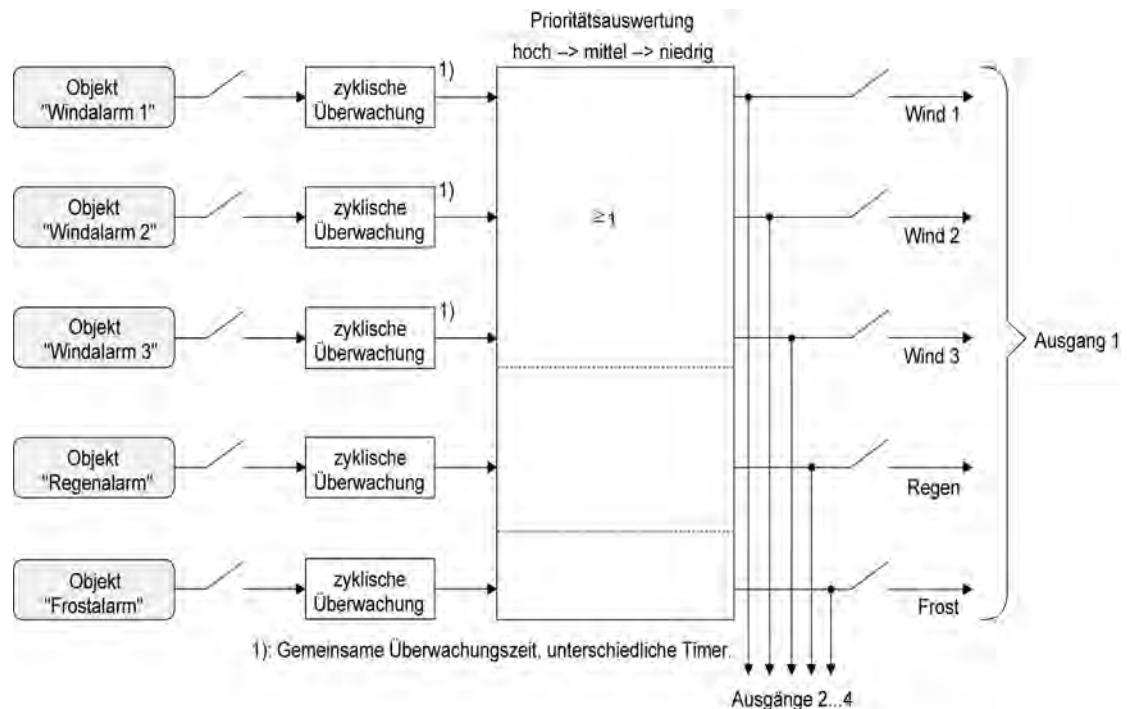 Prioritätsauswertung
hoch --> mittel --> niedrig
Objekt
"Windalarm 1"
zyklische
Überwachung
1)
Wind 1
Objekt
"Windalarm 2"
zyklische
Überwachung
1)
≥1
Wind 2
Objekt
"Windalarm 3"
zyklische
Überwachung
1)
Wind 3
Ausgang 1
Objekt
"Regenalarm"
zyklische
Überwachung
Regen
Objekt
"Frostalarm"
zyklische
Überwachung
Frost
1): Gemeinsame Überwachungszeit, unterschiedliche Timer.
Ausgänge 2...4